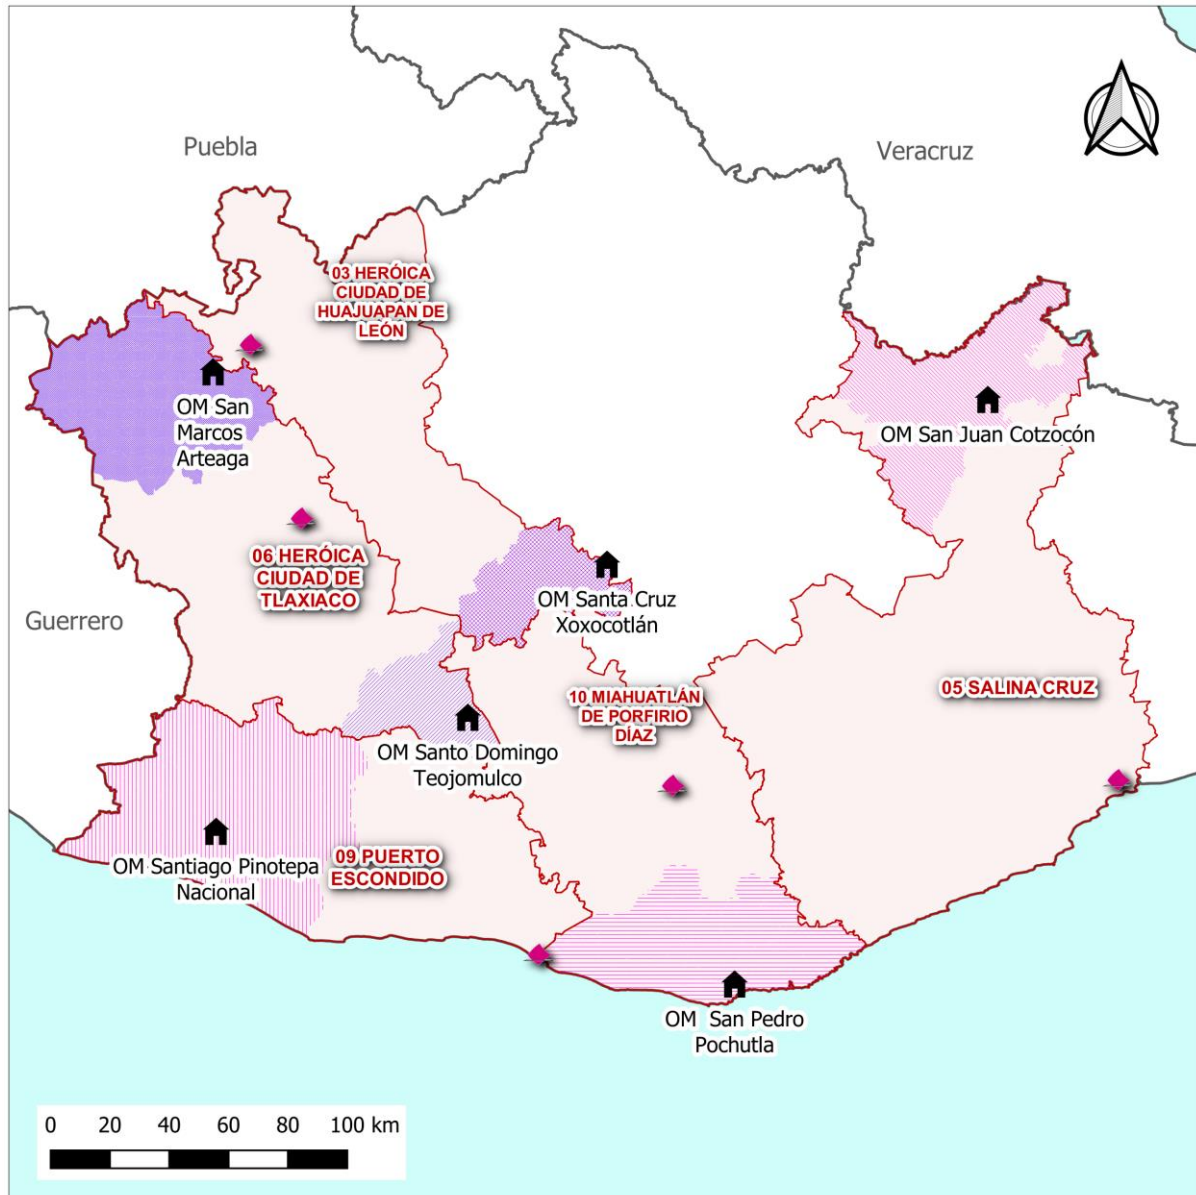 Puebla
Veracruz
03 HERÓICA
CIUDAD DE
HUAJUAPAN DE
LEÓN
OM San
Marcos
Arteaga
OM San Juan Cotzocón
06 HERÓICA
CIUDAD DE
TLAXIACO
OM Santa Cruz
Xoxocotlán
Guerrero
10 MIAHUATLÁN
DE PORFIRIO
DÍAZ
05 SALINA CRUZ
OM Santo Domingo
Teojomulco
OM Santiago Pinotepa
Nacional
09 PUERTO
ESCONDIDO
OM San Pedro
Pochutla
0 20 40 60 80 100 km